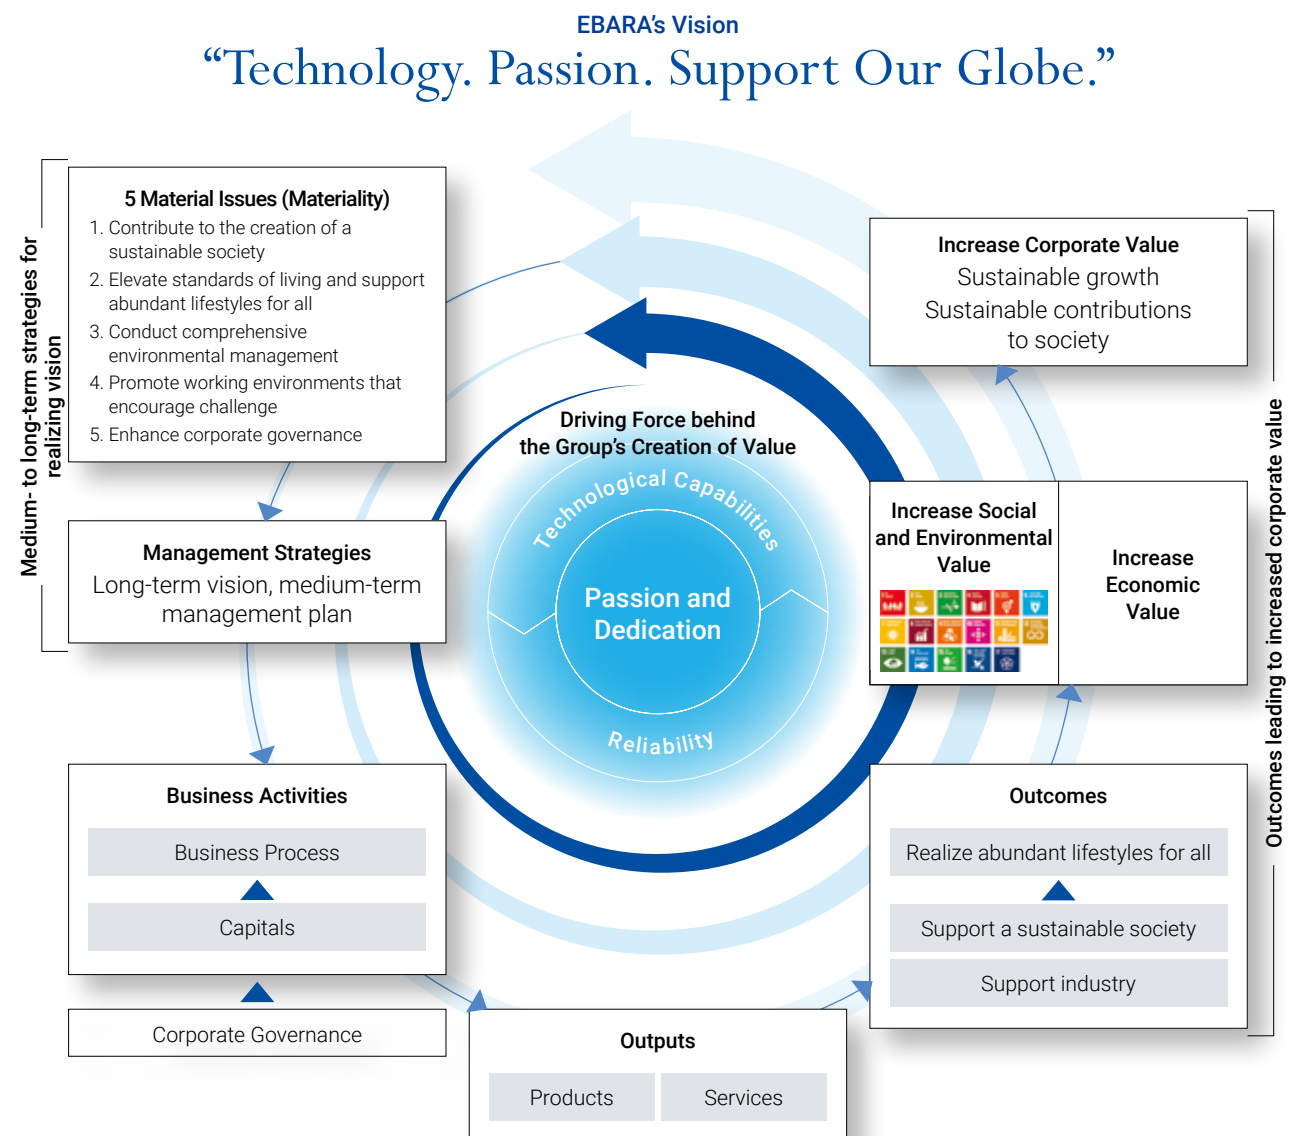 EBARA's Vision
“Technology. Passion. Support Our Globe.”
Medium- to long-term strategies for
realizing vision
5 Material Issues (Materiality)
1. Contribute to the creation of a
sustainable society
2. Elevate standards of living and support
abundant lifestyles for all
3. Conduct comprehensive
environmental management
4. Promote working environments that
encourage challenge
5. Enhance corporate governance
Management Strategies
Long-term vision, medium-term
management plan
Business Activities
Business Process
Capitals
Corporate Governance
Driving Force behind
the Group's Creation of Value
Technological Capabilities
Passion and
Dedication
Reliability
Outputs
Products
Services
Increase Corporate Value
Sustainable growth
Sustainable contributions
to society
Increase Social
and Environmental
Value
Increase
Economic
Value
Outcomes
Realize abundant lifestyles for all
Support a sustainable society
Support industry
Outcomes leading to increased corporate value